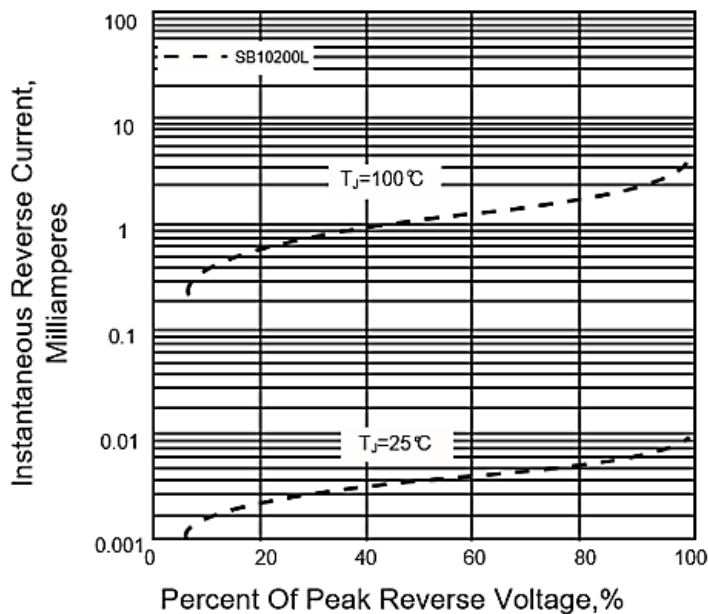 100
SB10200L
10
TJ=100℃
1
0.1
TJ=25℃
0.01
0.001
0 20 40 60 80 100
Instantaneous Reverse Current,
Milliamperes
Percent Of Peak Reverse Voltage,%